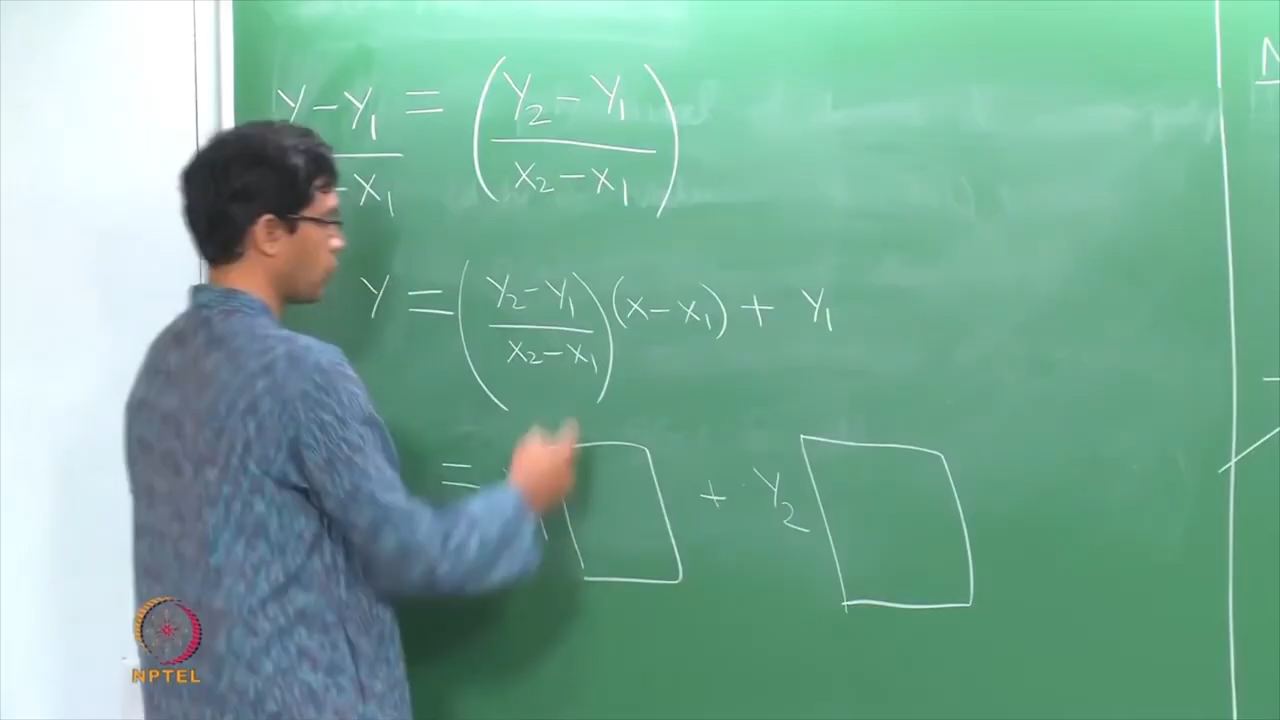 y - y₁ = (y₂ - y₁ / x₂ - x₁)
- x₁
y = (y₂ - y₁ / x₂ - x₁)(x - x₁) + y₁
= + y₂
N
NPTEL